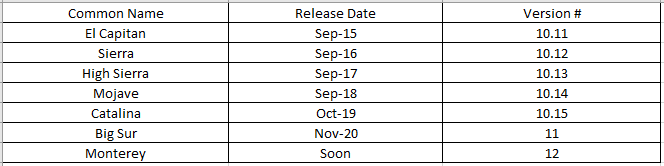 Common Name Release Date Version #
El Capitan Sep-15 10.11
Sierra Sep-16 10.12
High Sierra Sep-17 10.13
Mojave Sep-18 10.14
Catalina Oct-19 10.15
Big Sur Nov-20 11
Monterey Soon 12